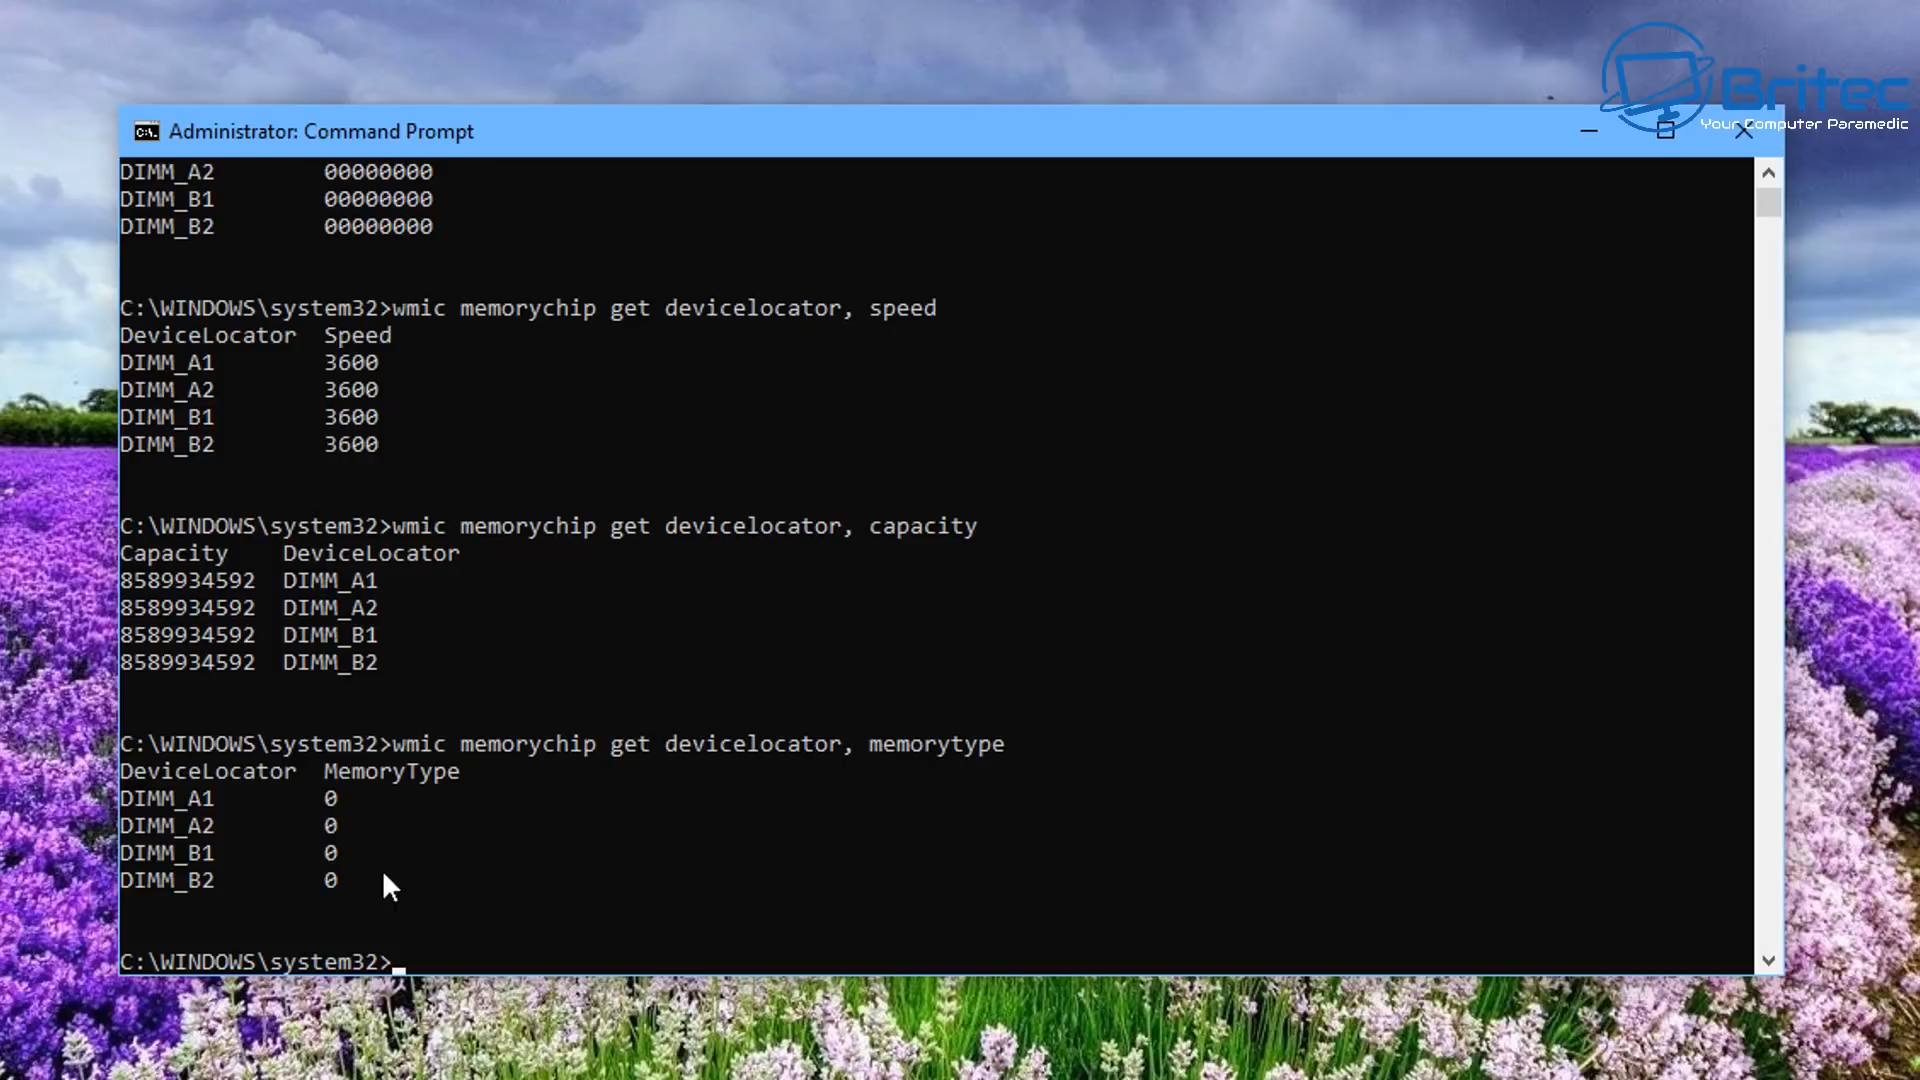 Britec
Your Computer Paramedic
Administrator: Command Prompt
DIMM_A2 00000000
DIMM_B1 00000000
DIMM_B2 00000000
C:\WINDOWS\system32>wmic memorychip get devicelocator, speed
DeviceLocator Speed
DIMM_A1 3600
DIMM_A2 3600
DIMM_B1 3600
DIMM_B2 3600
C:\WINDOWS\system32>wmic memorychip get devicelocator, capacity
Capacity DeviceLocator
8589934592 DIMM_A1
8589934592 DIMM_A2
8589934592 DIMM_B1
8589934592 DIMM_B2
C:\WINDOWS\system32>wmic memorychip get devicelocator, memorytype
DeviceLocator MemoryType
DIMM_A1 0
DIMM_A2 0
DIMM_B1 0
DIMM_B2 0
C:\WINDOWS\system32>